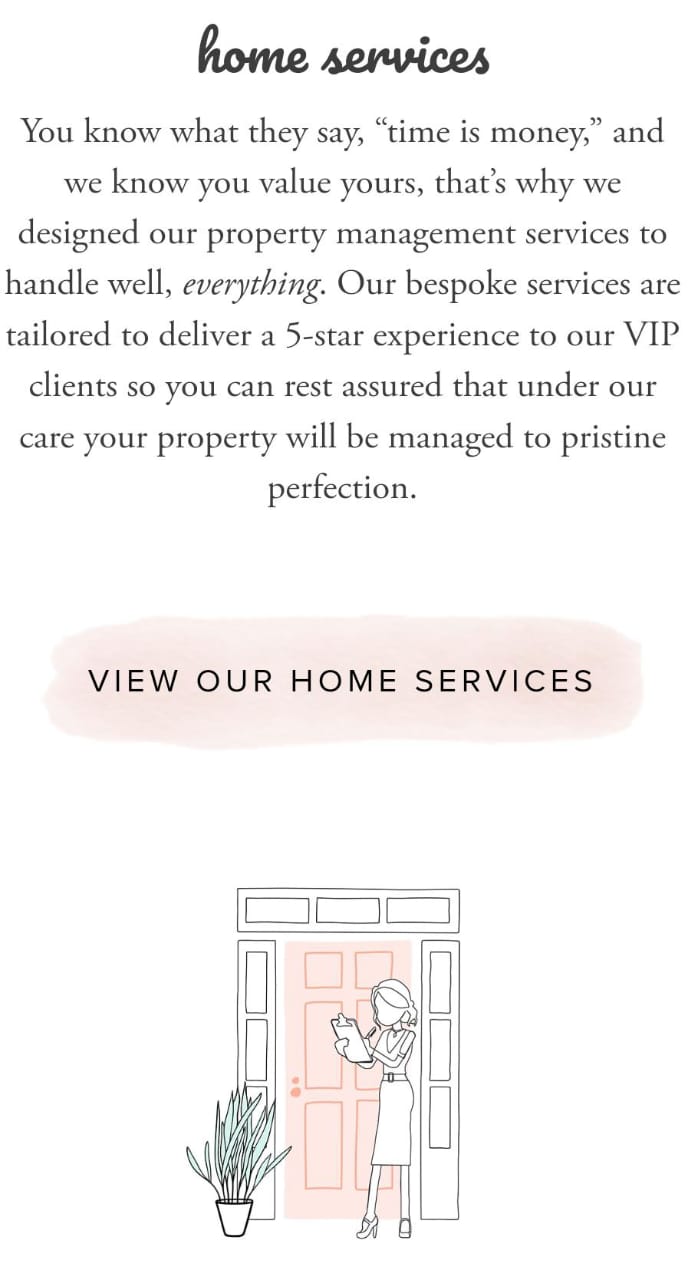 home services
You know what they say, “time is money,” and
we know you value yours, that’s why we
designed our property management services to
handle well, everything. Our bespoke services are
tailored to deliver a 5-star experience to our VIP
clients so you can rest assured that under our
care your property will be managed to pristine
perfection.
VIEW OUR HOME SERVICES